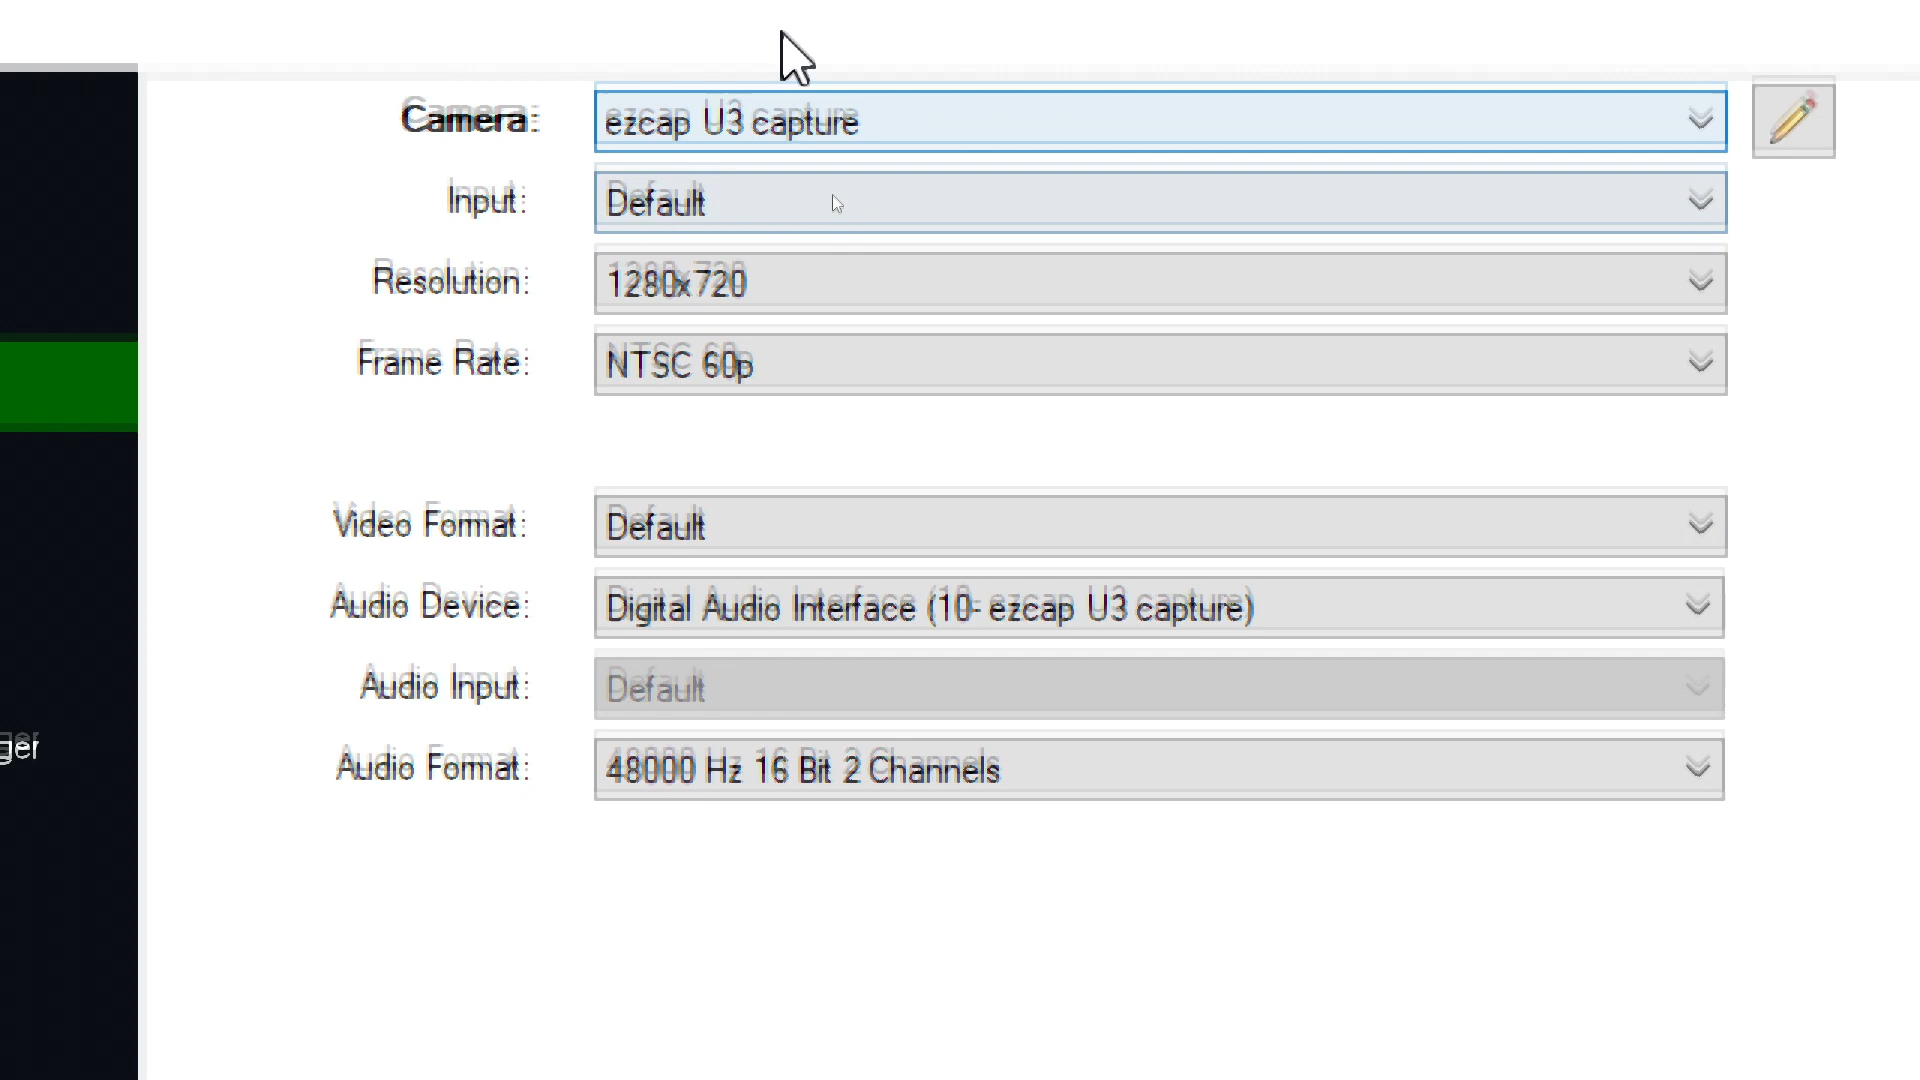 Camera: ezcap U3 capture
Input: Default
Resolution: 1280x720
Frame Rate: NTSC 60p
Video Format: Default
Audio Device: Digital Audio Interface (10- ezcap U3 capture)
Audio Input: Default
ger
Audio Format: 48000 Hz 16 Bit 2 Channels